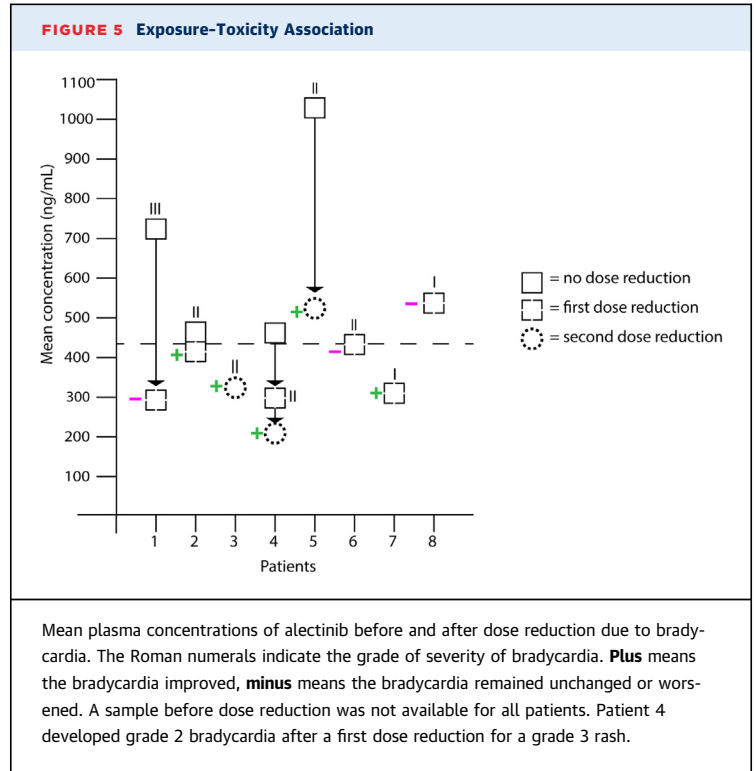 FIGURE 5 Exposure-Toxicity Association
Mean concentration (ng/mL)
1100
1000
900
800
700
600
500
400
300
200
100
III
II
II
II
II
II
I
I
+
+
+
+
+
−
−
−
1 2 3 4 5 6 7 8
Patients
= no dose reduction
= first dose reduction
= second dose reduction
Mean plasma concentrations of alectinib before and after dose reduction due to brady-
cardia. The Roman numerals indicate the grade of severity of bradycardia. Plus means
the bradycardia improved, minus means the bradycardia remained unchanged or wors-
ened. A sample before dose reduction was not available for all patients. Patient 4
developed grade 2 bradycardia after a first dose reduction for a grade 3 rash.